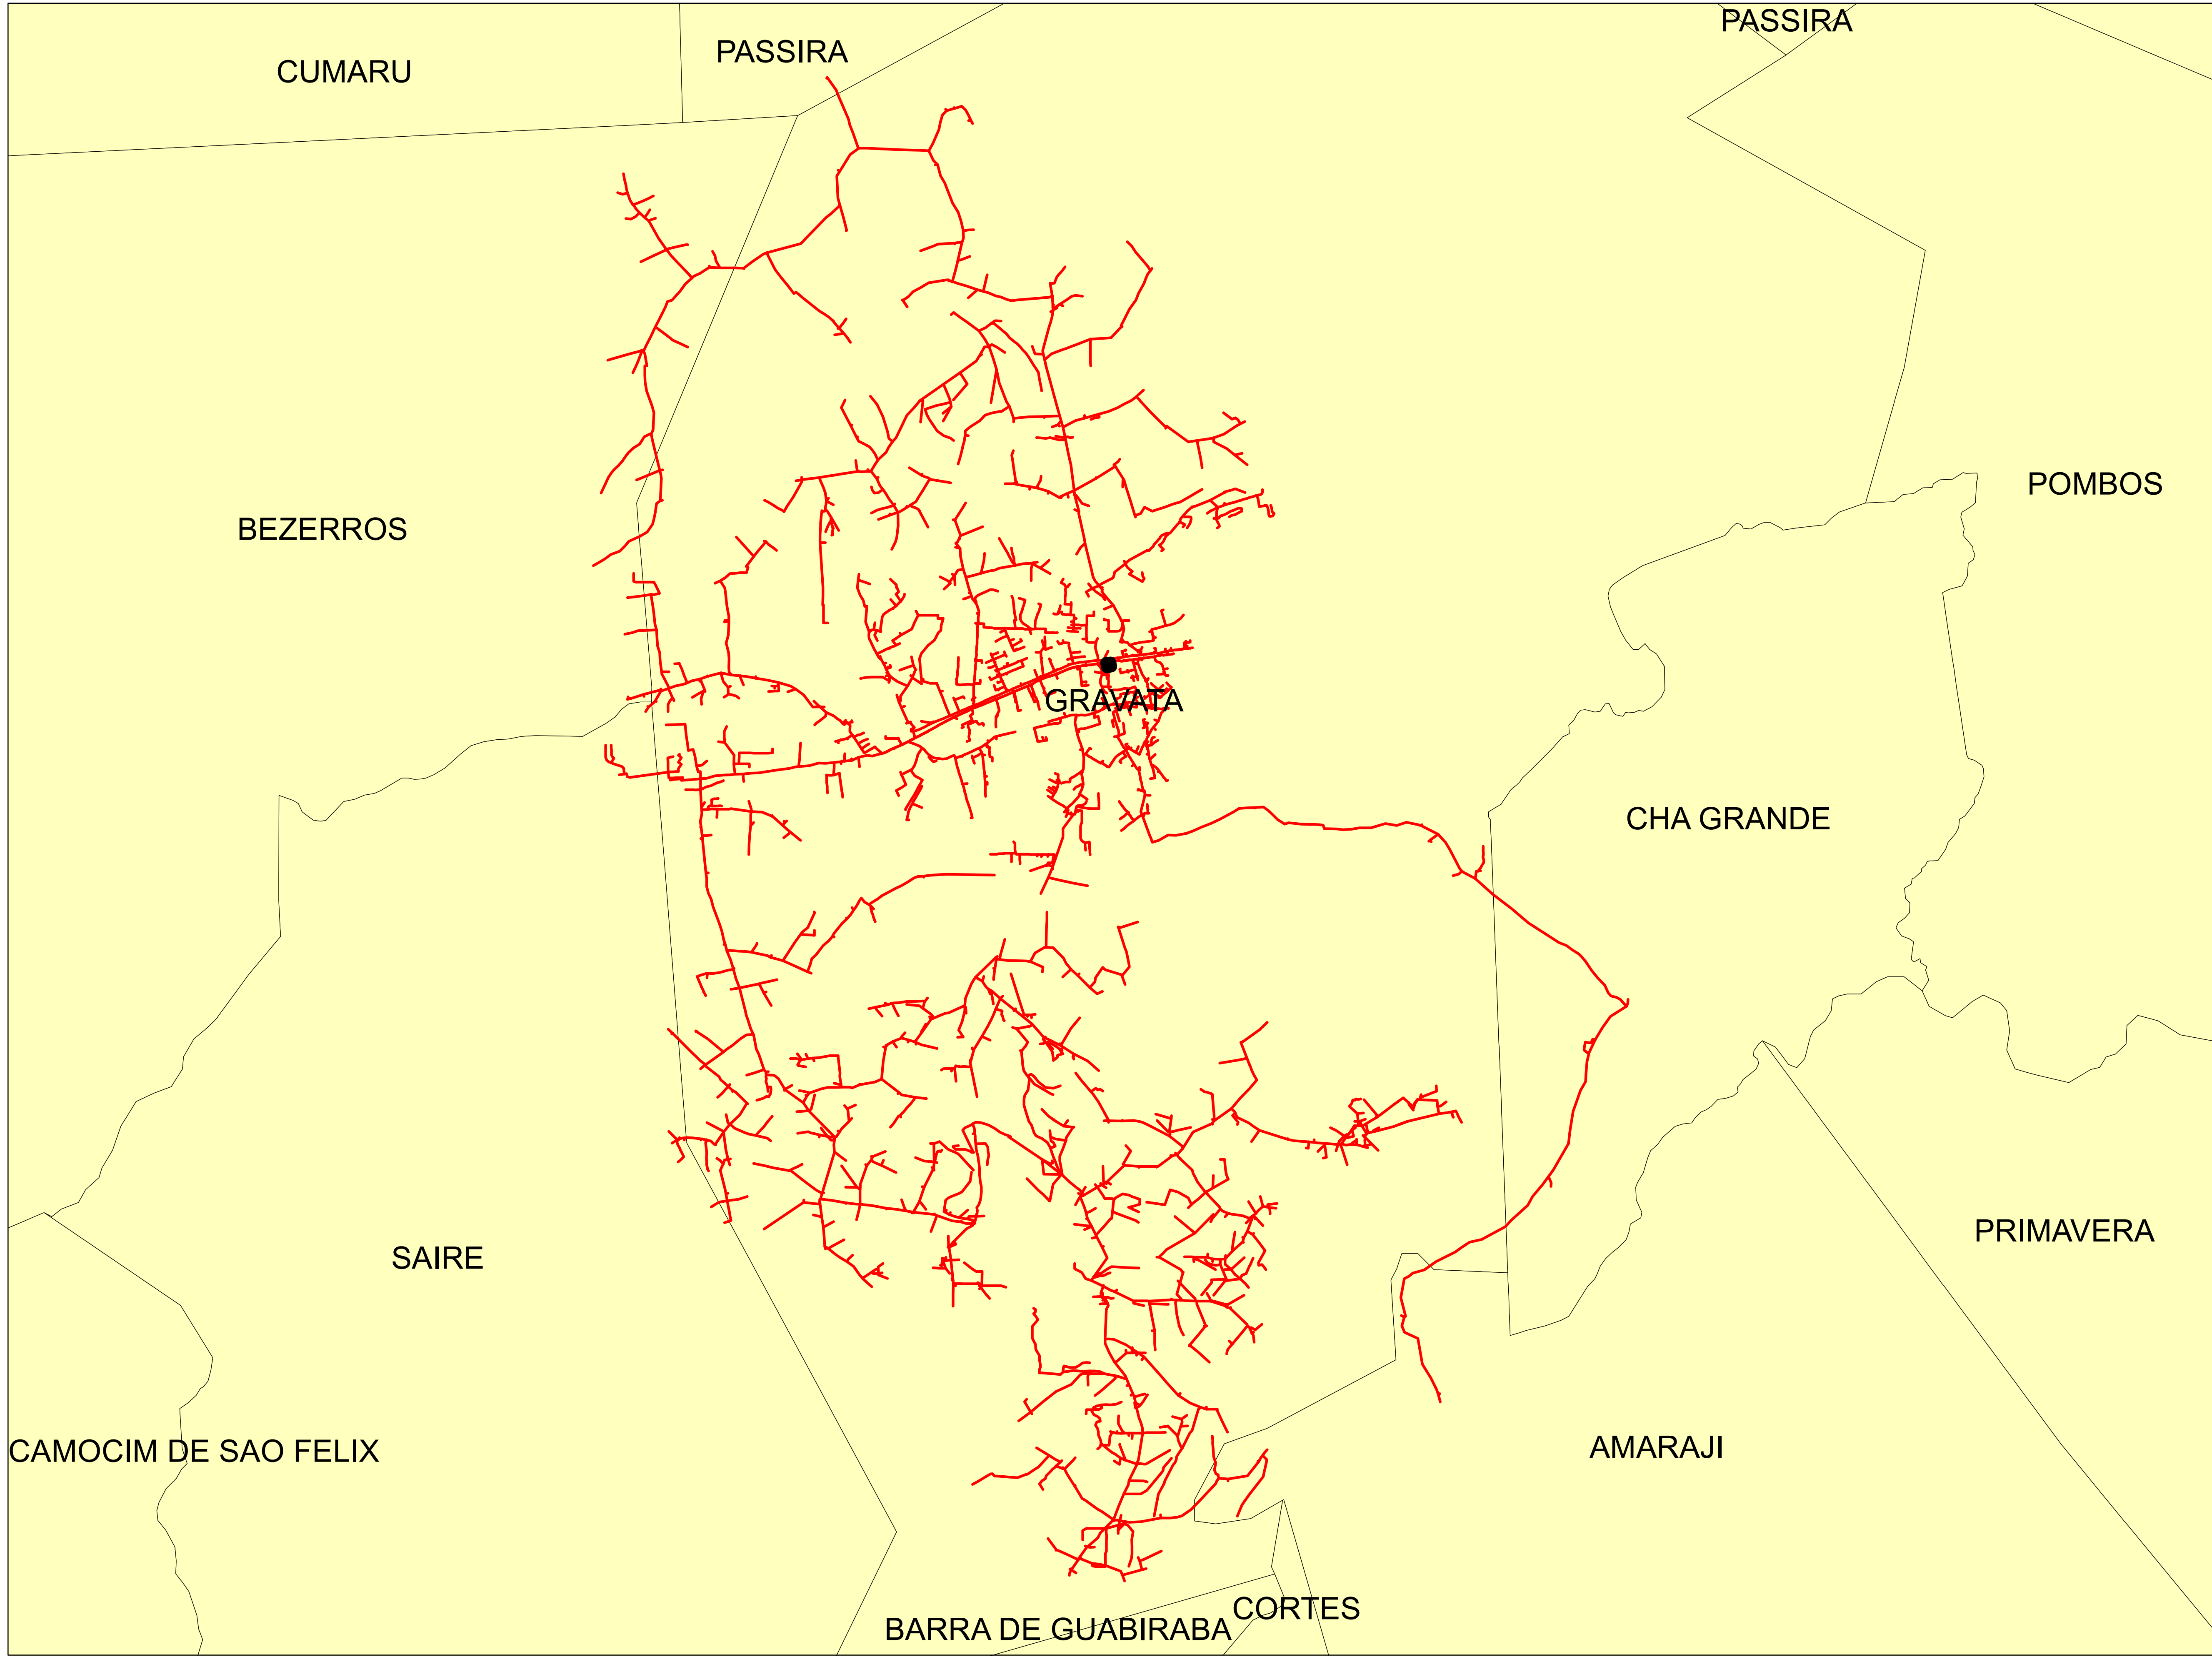 PASSIRA
PASSIRA
CUMARU
POMBOS
BEZERROS
GRAVATA
CHA GRANDE
PRIMAVERA
SAIRE
AMARAJI
CAMOCIM DE SAO FELIX
CORTES
BARRA DE GUABIRABA